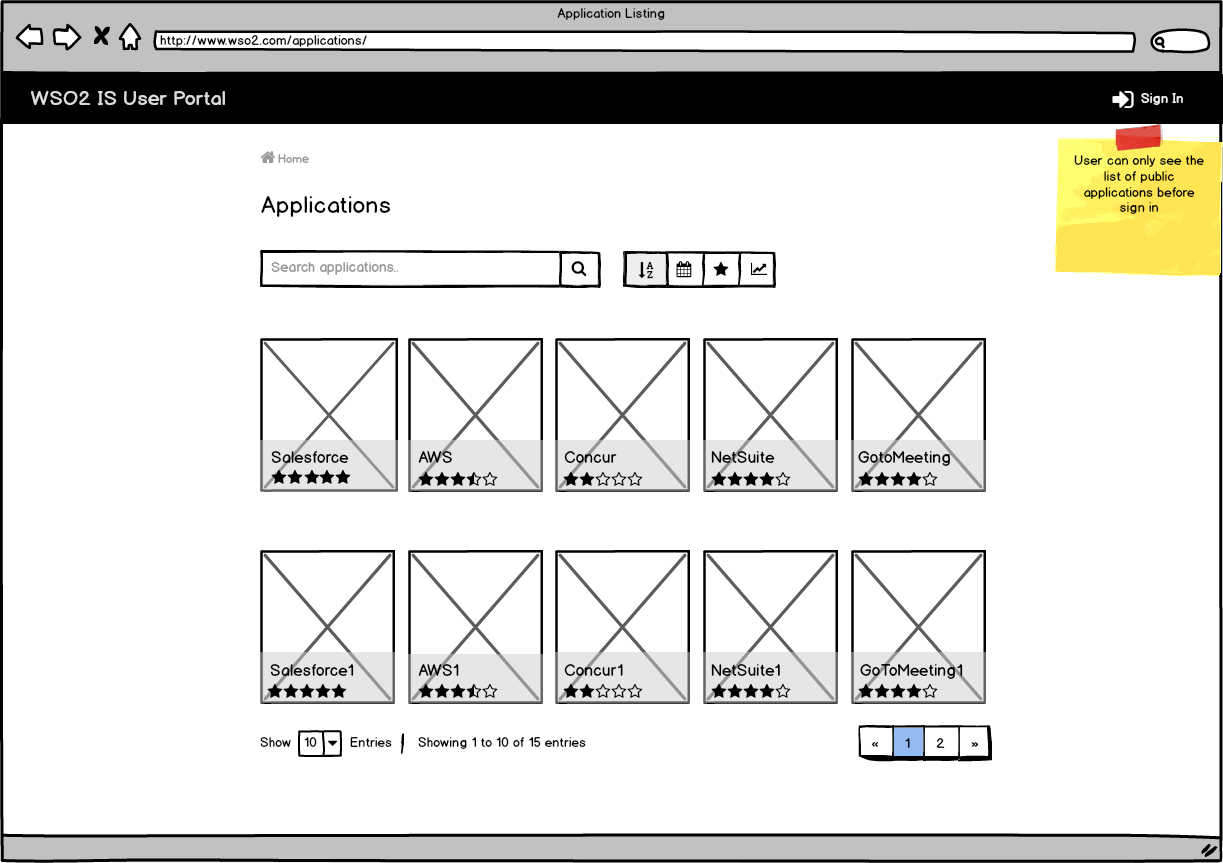 Application Listing
http://www.wso2.com/applications/
WSO2 IS User Portal
Sign In
Home
User can only see the
list of public
applications before
sign in
Applications
Search applications..
A
Z
Salesforce
AWS
Concur
NetSuite
GotoMeeting
Salesforce1
AWS1
Concur1
NetSuite1
GoToMeeting1
Show 10 Entries | Showing 1 to 10 of 15 entries
« 1 2 »